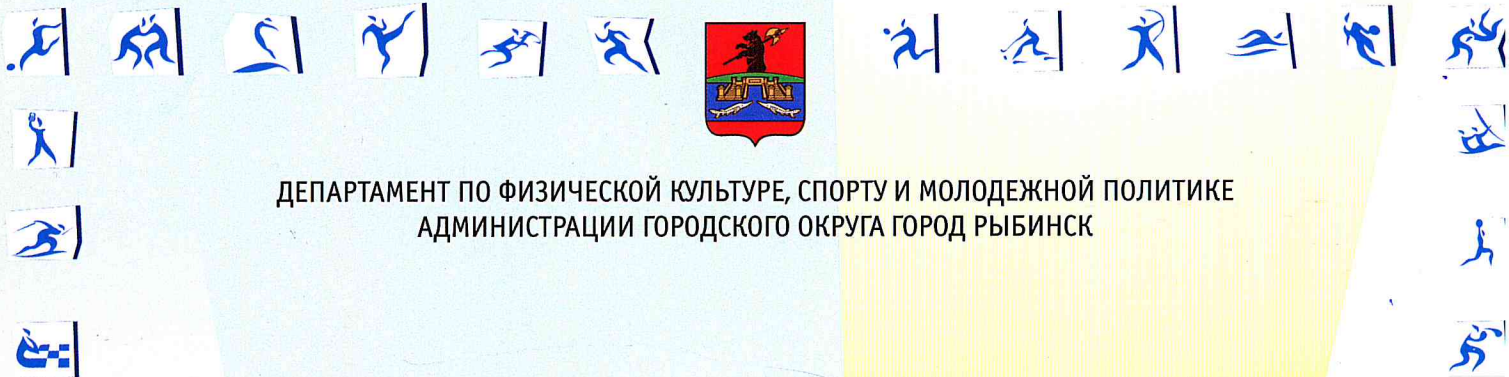 ДЕПАРТАМЕНТ ПО ФИЗИЧЕСКОЙ КУЛЬТУРЕ, СПОРТУ И МОЛОДЕЖНОЙ ПОЛИТИКЕ
АДМИНИСТРАЦИИ ГОРОДСКОГО ОКРУГА ГОРОД РЫБИНСК